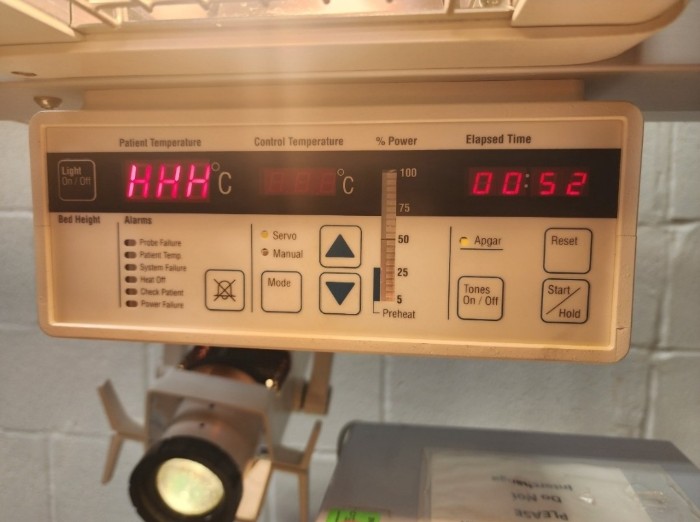 Patient Temperature
Control Temperature
% Power
Elapsed Time
Light
On / Off
HHH °C
°C
100
75
50
25
5
Preheat
00:52
Bed Height
Alarms
Probe Failure
Patient Temp.
System Failure
Heat Off
Check Patient
Power Failure
Servo
Manual
Mode
Apgar
Tones
On / Off
Reset
Start/
Hold
PLEASE
Do Not